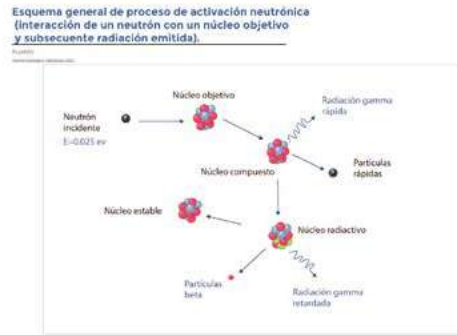 Esquema general de proceso de activación neutrónica
(interacción de un neutrón con un núcleo objetivo
y subsecuente radiación emitida).
Núcleo objetivo
Radiación gamma
rápida
Neutrón
incidente
E~0.025 ev
Partículas
rápidas
Núcleo compuesto
Núcleo estable
Núcleo radiactivo
Partículas
beta
Radiación gamma
retardada